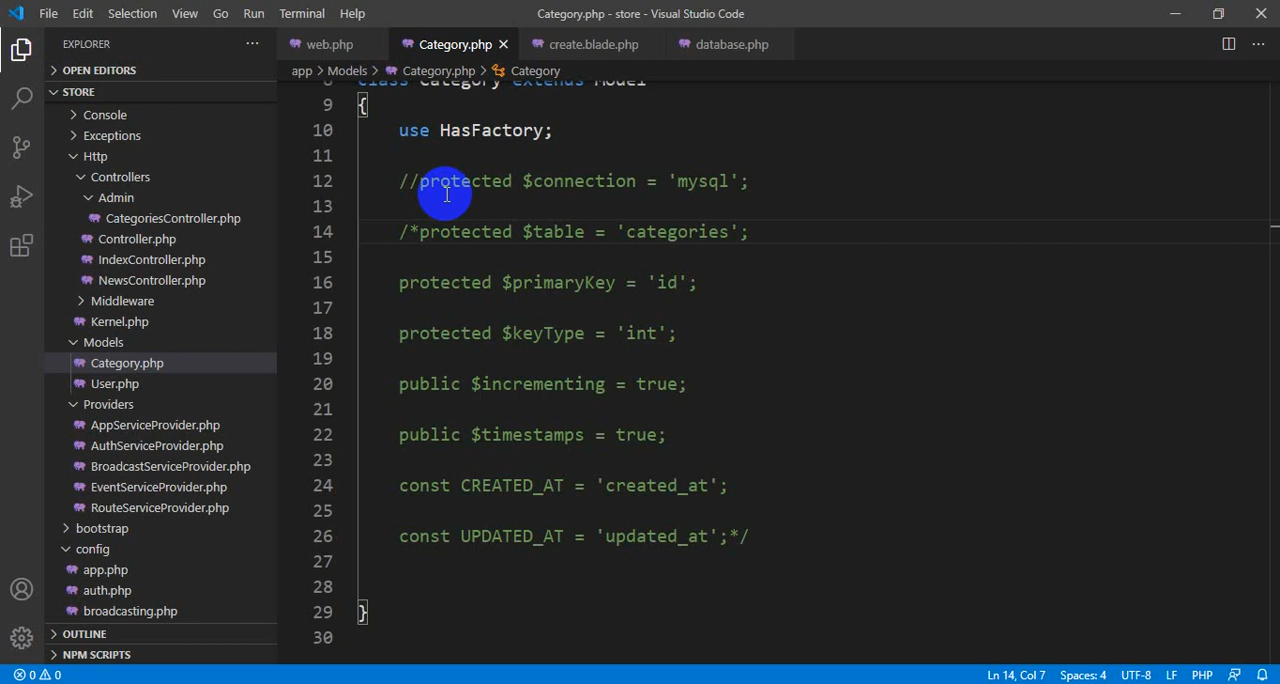 File Edit Selection View Go Run Terminal Help Category.php - store - Visual Studio Code
EXPLORER
web.php Category.php create.blade.php database.php
OPEN EDITORS
app > Models > Category.php > Category
STORE
Console
Exceptions
Http
Controllers
Admin
CategoriesController.php
Controller.php
IndexController.php
NewsController.php
Middleware
Kernel.php
Models
Category.php
User.php
Providers
AppServiceProvider.php
AuthServiceProvider.php
BroadcastServiceProvider.php
EventServiceProvider.php
RouteServiceProvider.php
bootstrap
config
app.php
auth.php
broadcasting.php
OUTLINE
NPM SCRIPTS
8 class Category extends Model
9 {
10 use HasFactory;
11
12 //protected $connection = 'mysql';
13
14 /*protected $table = 'categories';
15
16 protected $primaryKey = 'id';
17
18 protected $keyType = 'int';
19
20 public $incrementing = true;
21
22 public $timestamps = true;
23
24 const CREATED_AT = 'created_at';
25
26 const UPDATED_AT = 'updated_at';*/
27
28
29 }
30
0 0 Ln 14, Col 7 Spaces: 4 UTF-8 LF PHP